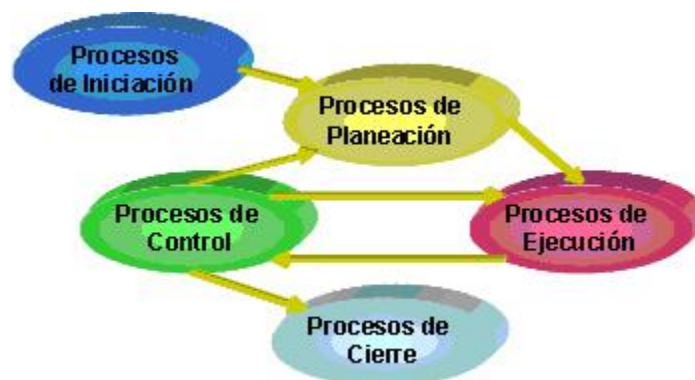 Procesos
de Iniciación
Procesos de
Planeación
Procesos de
Control
Procesos de
Ejecución
Procesos de
Cierre